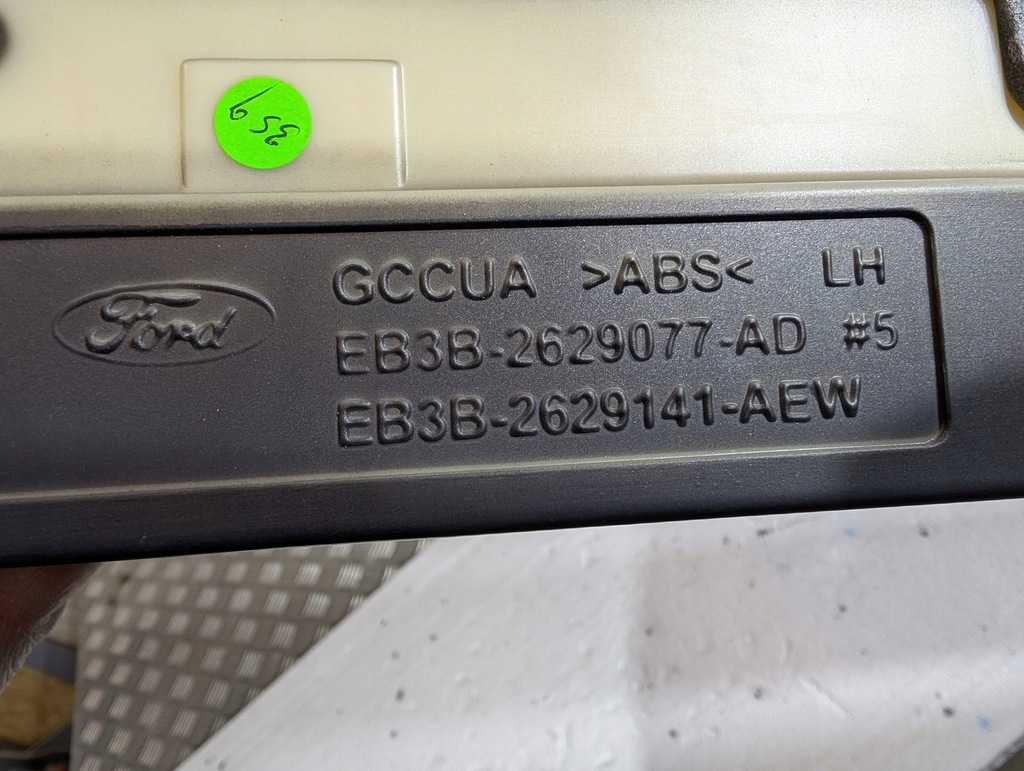 Ford
GCCUA >ABS< LH
EB3B-2629077-AD #5
EB3B-2629141-AEW